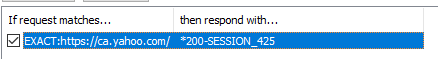 If request matches... then respond with...
EXACT:https://ca.yahoo.com/ *200-SESSION_425